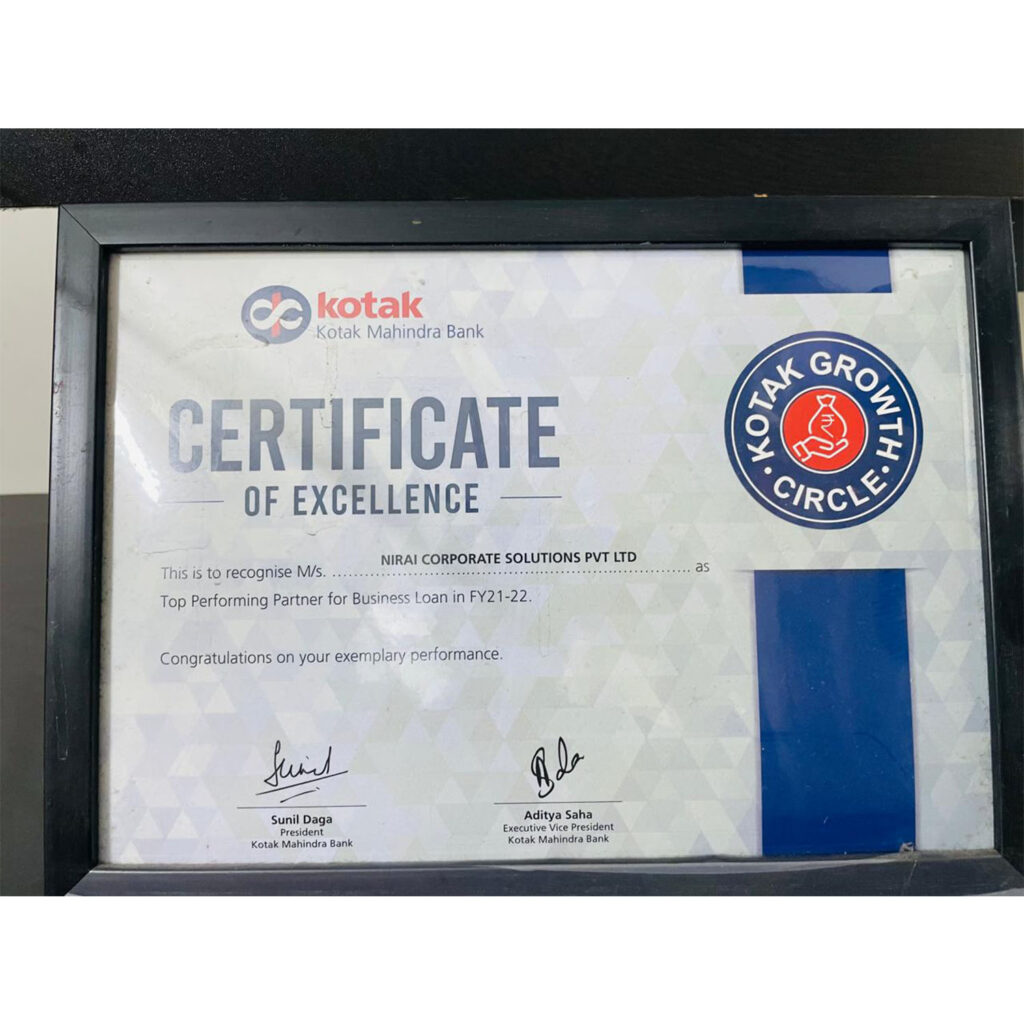 kotak
Kotak Mahindra Bank
KOTAK GROWTH
CIRCLE
CERTIFICATE
OF EXCELLENCE
NIRAI CORPORATE SOLUTIONS PVT LTD
This is to recognise M/s. .......... as
Top Performing Partner for Business Loan in FY21-22.
Congratulations on your exemplary performance.
Sunil
Sunil Daga
President
Kotak Mahindra Bank
Aditya Saha
Executive Vice President
Kotak Mahindra Bank